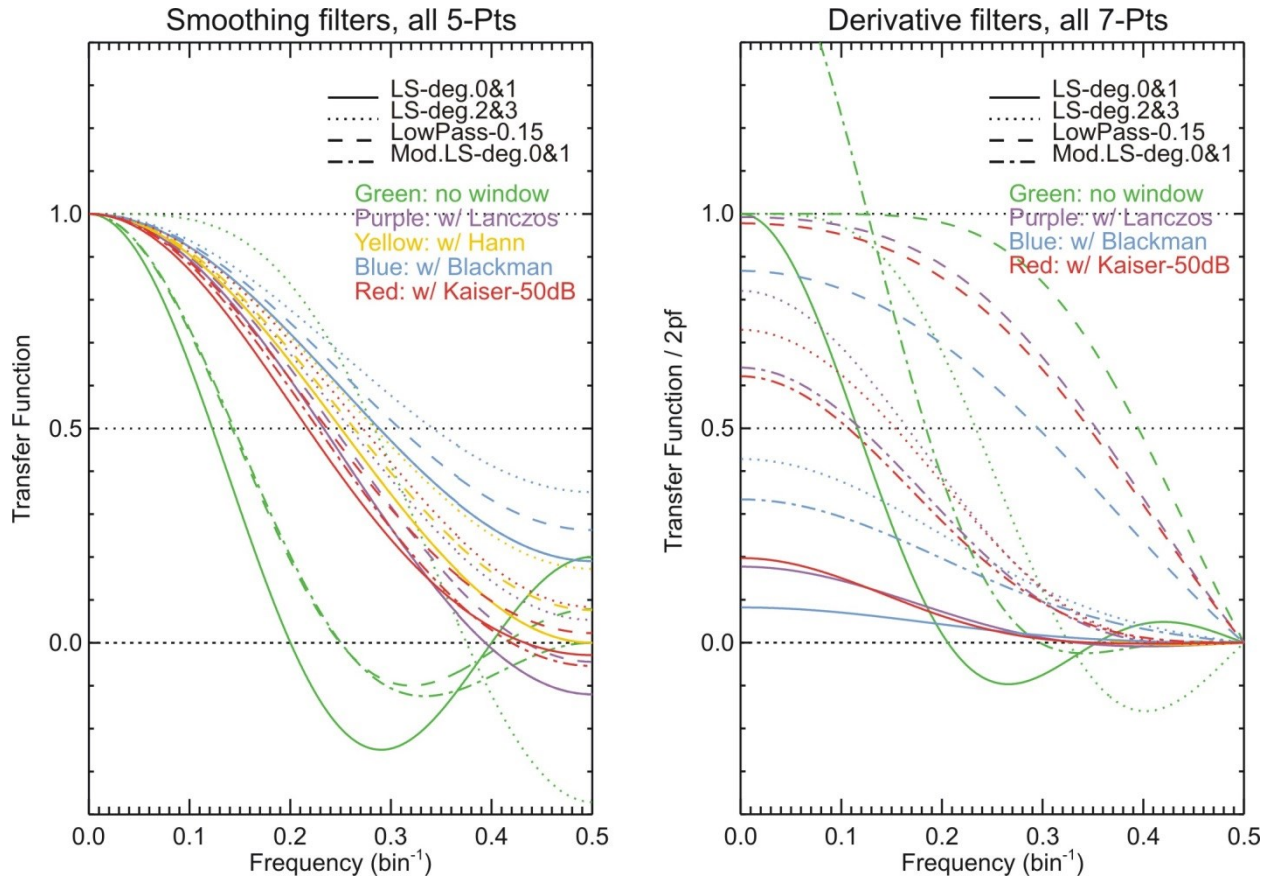 Smoothing filters, all 5-Pts
LS-deg.0&1
LS-deg.2&3
LowPass-0.15
Mod.LS-deg.0&1
Green: no window
Purple: w/ Lanczos
Yellow: w/ Hann
Blue: w/ Blackman
Red: w/ Kaiser-50dB
1.0
0.5
0.0
Transfer Function
0.0 0.1 0.2 0.3 0.4 0.5
Frequency (bin⁻¹)
Derivative filters, all 7-Pts
LS-deg.0&1
LS-deg.2&3
LowPass-0.15
Mod.LS-deg.0&1
Green: no window
Purple: w/ Lanczos
Blue: w/ Blackman
Red: w/ Kaiser-50dB
1.0
0.5
0.0
Transfer Function / 2pf
0.0 0.1 0.2 0.3 0.4 0.5
Frequency (bin⁻¹)